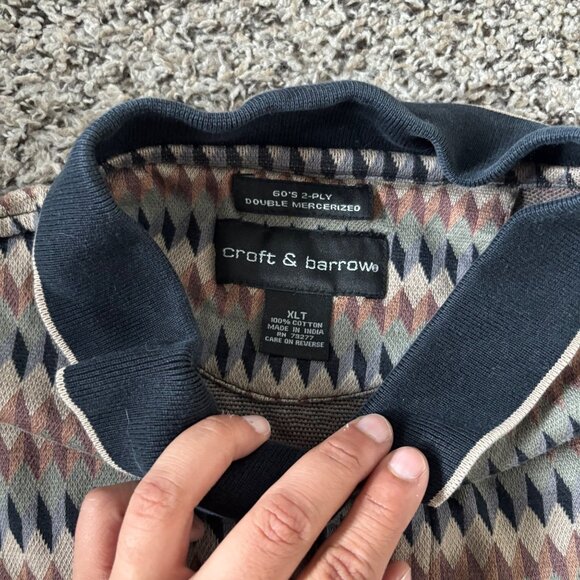 60'S 2-PLY
DOUBLE MERCERIZED
croft & barrow®
XLT
100% COTTON
MADE IN INDIA
RN 73277
CARE ON REVERSE